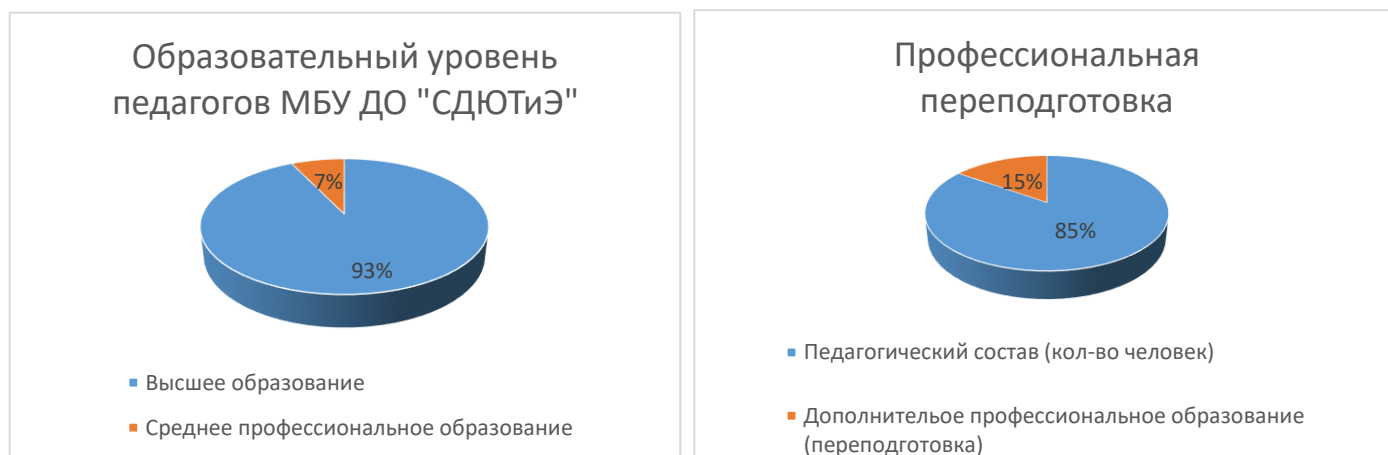 Образовательный уровень
педагогов МБУ ДО "СДЮТиЭ"
7%
93%
Высшее образование
Среднее профессиональное образование
Профессиональная
переподготовка
15%
85%
Педагогический состав (кол-во человек)
Дополнительое профессиональное образование
(переподготовка)